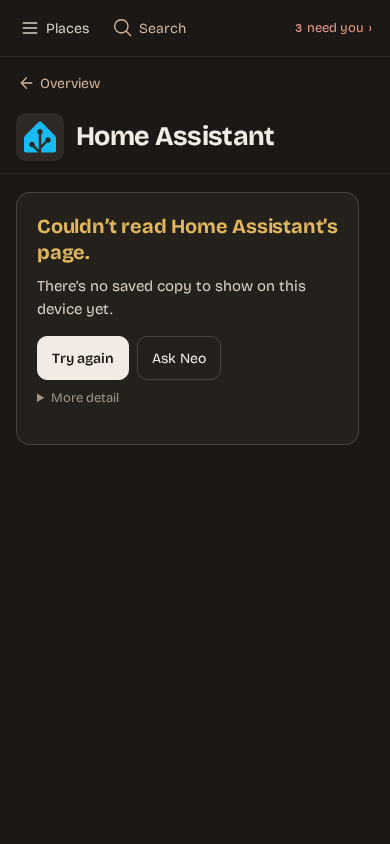 Places
Search
3 need you ›
← Overview
Home Assistant
Couldn’t read Home Assistant’s
page.
There’s no saved copy to show on this
device yet.
Try again
Ask Neo
▶ More detail